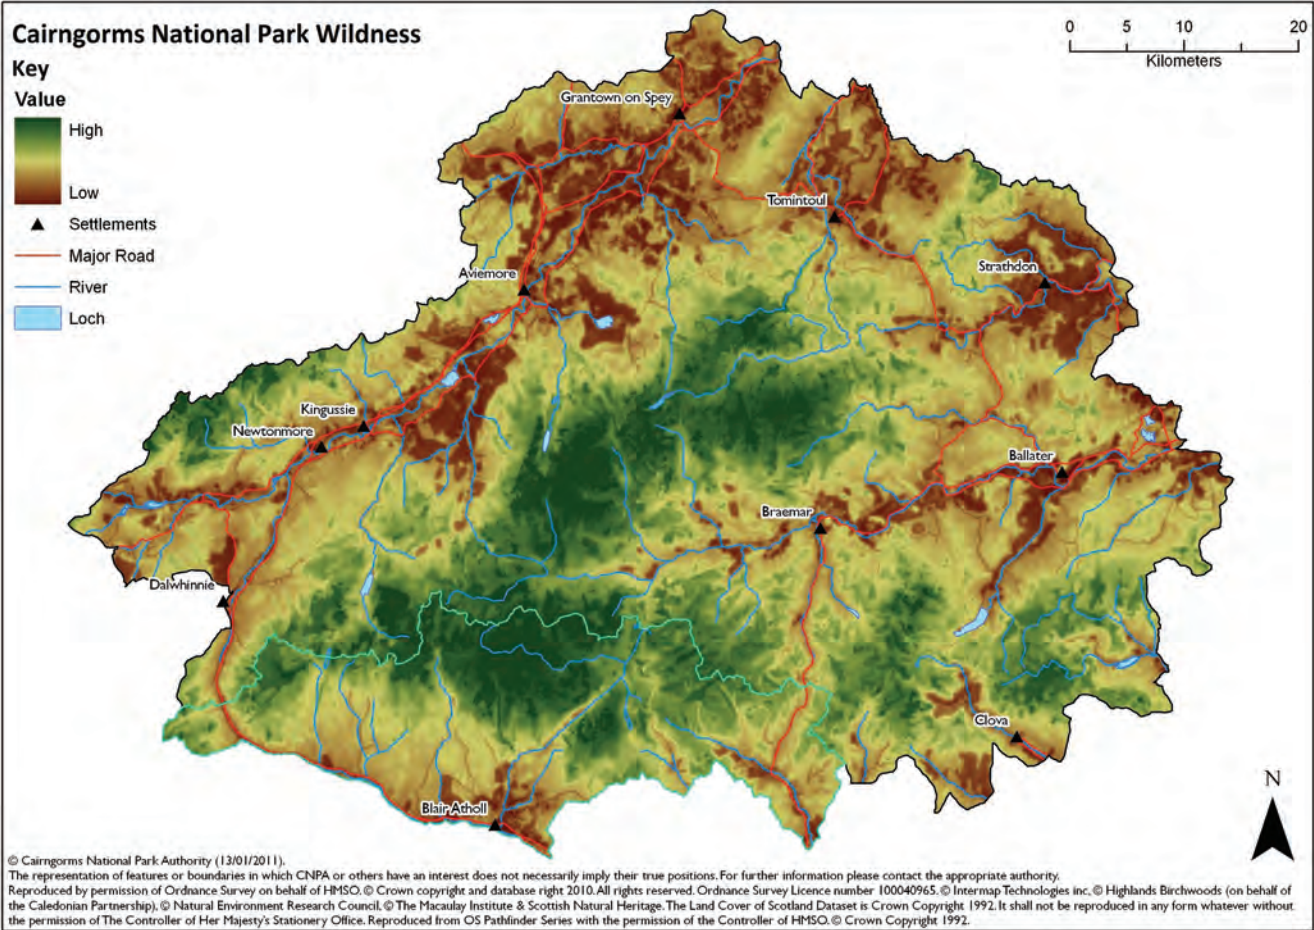 Cairngorms National Park Wildness
Key
Value
High
Low
Settlements
Major Road
River
Loch
0 5 10 20
Kilometers
Grantown on Spey
Tomintoul
Strathdon
Aviemore
Kingussie
Newtonmore
Ballater
Braemar
Dalwhinnie
Clova
Blair Atholl
N
© Cairngorms National Park Authority (13/01/2011).
The representation of features or boundaries in which CNPA or others have an interest does not necessarily imply their true positions. For further information please contact the appropriate authority.
Reproduced by permission of Ordnance Survey on behalf of HMSO. © Crown copyright and database right 2010. All rights reserved. Ordnance Survey Licence number 100040965. © Intermap Technologies inc, © Highlands Birchwoods (on behalf of
the Caledonian Partnership), © Natural Environment Research Council, © The Macaulay Institute & Scottish Natural Heritage. The Land Cover of Scotland Dataset is Crown Copyright 1992. It shall not be reproduced in any form whatever without
the permission of The Controller of Her Majesty's Stationery Office. Reproduced from OS Pathfinder Series with the permission of the Controller of HMSO. © Crown Copyright 1992.